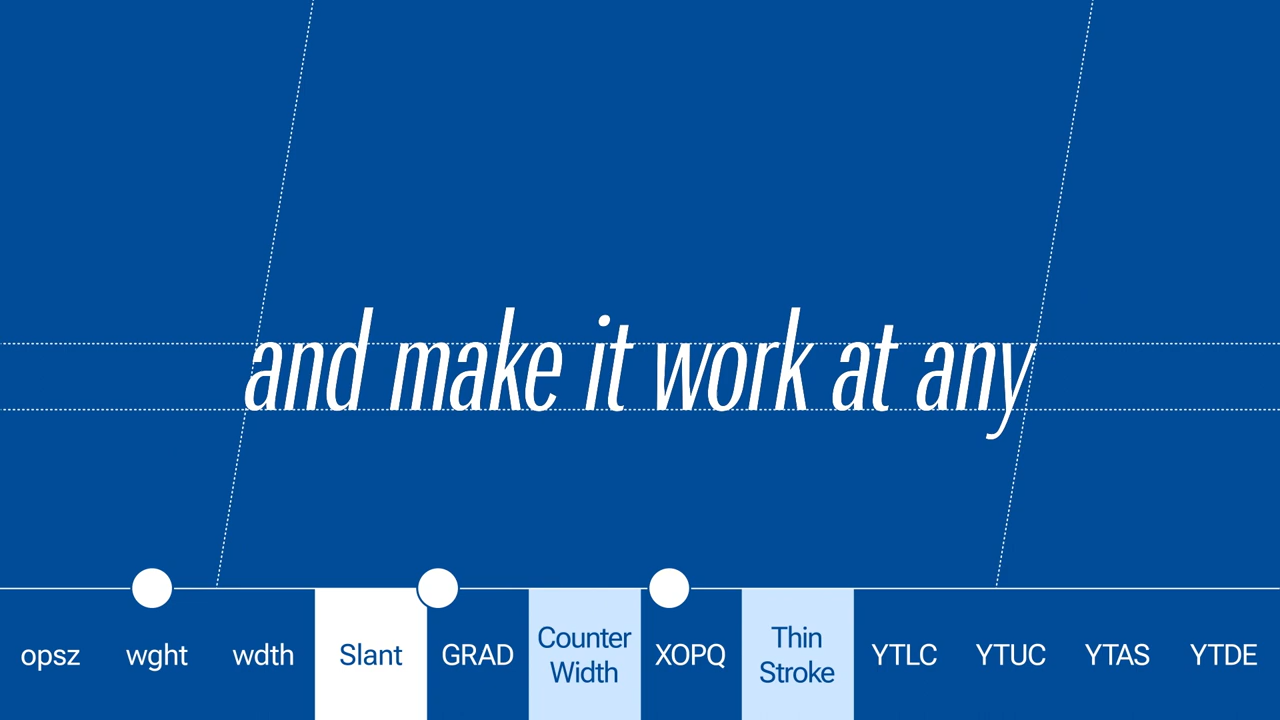 and make it work at any
opsz wght wdth Slant GRAD Counter Width XOPQ Thin Stroke YTLC YTUC YTAS YTDE